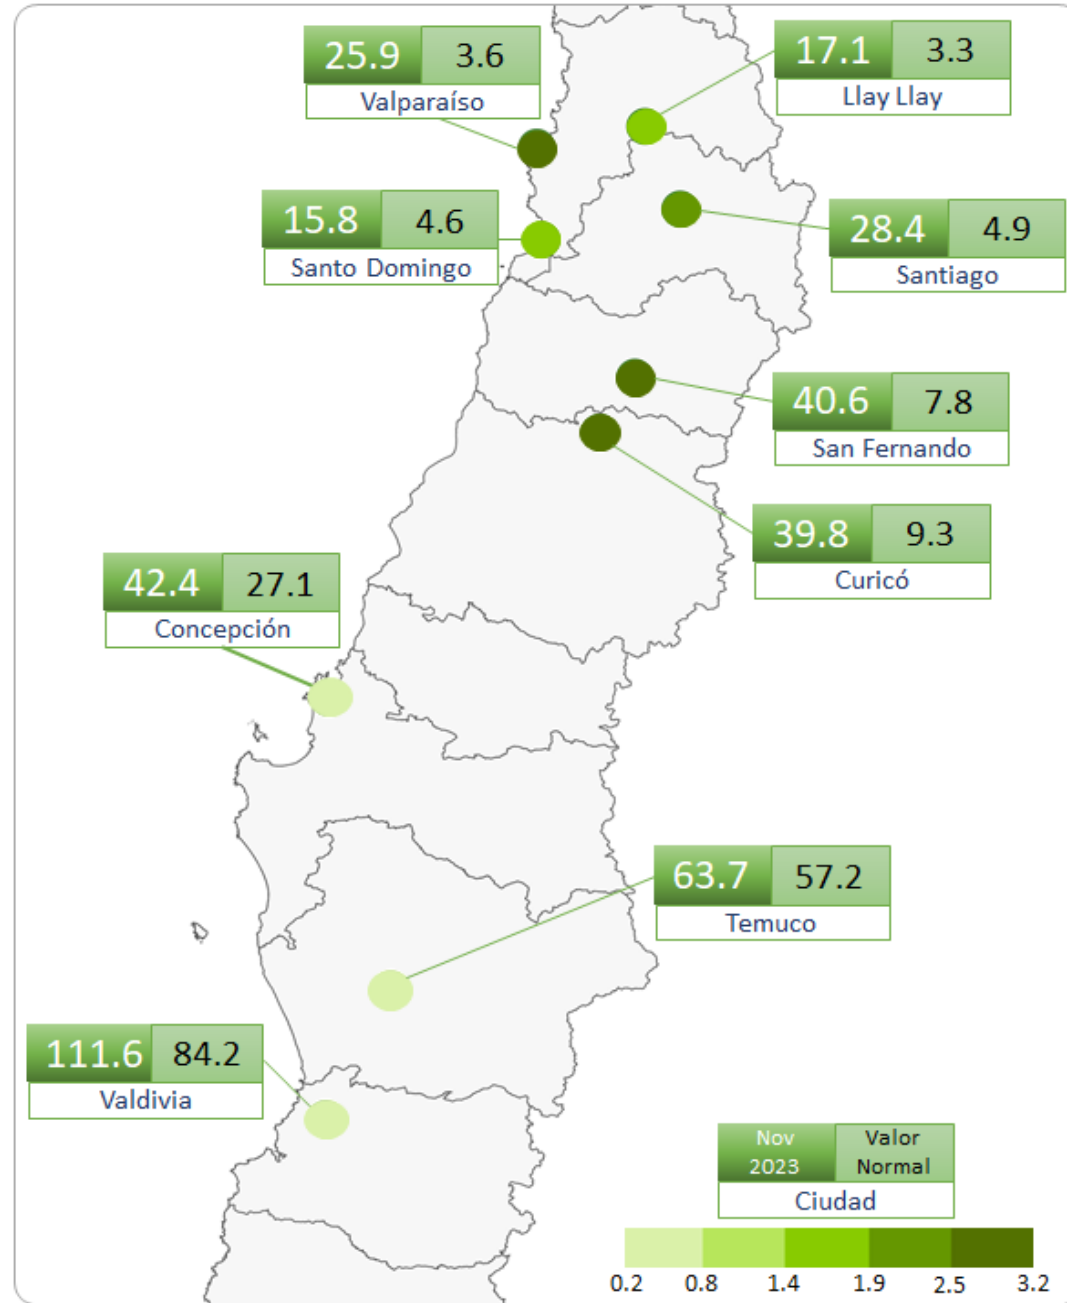 25.9 3.6
Valparaíso
17.1 3.3
Llay Llay
15.8 4.6
Santo Domingo
28.4 4.9
Santiago
40.6 7.8
San Fernando
39.8 9.3
Curicó
42.4 27.1
Concepción
63.7 57.2
Temuco
111.6 84.2
Valdivia
Nov Valor
2023 Normal
Ciudad
0.2 0.8 1.4 1.9 2.5 3.2